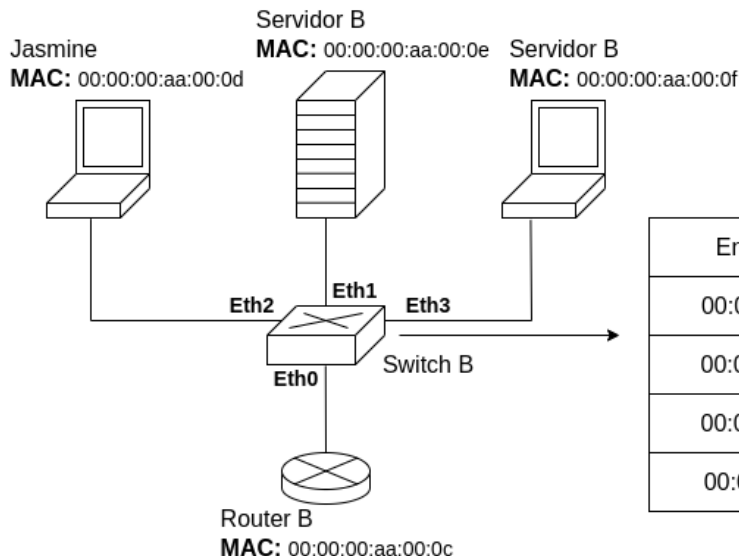 Jasmine
MAC: 00:00:00:aa:00:0d
Servidor B
MAC: 00:00:00:aa:00:0e
Servidor B
MAC: 00:00:00:aa:00:0f
Eth2
Eth1
Eth3
Eth0
Switch B
Router B
MAC: 00:00:00:aa:00:0c